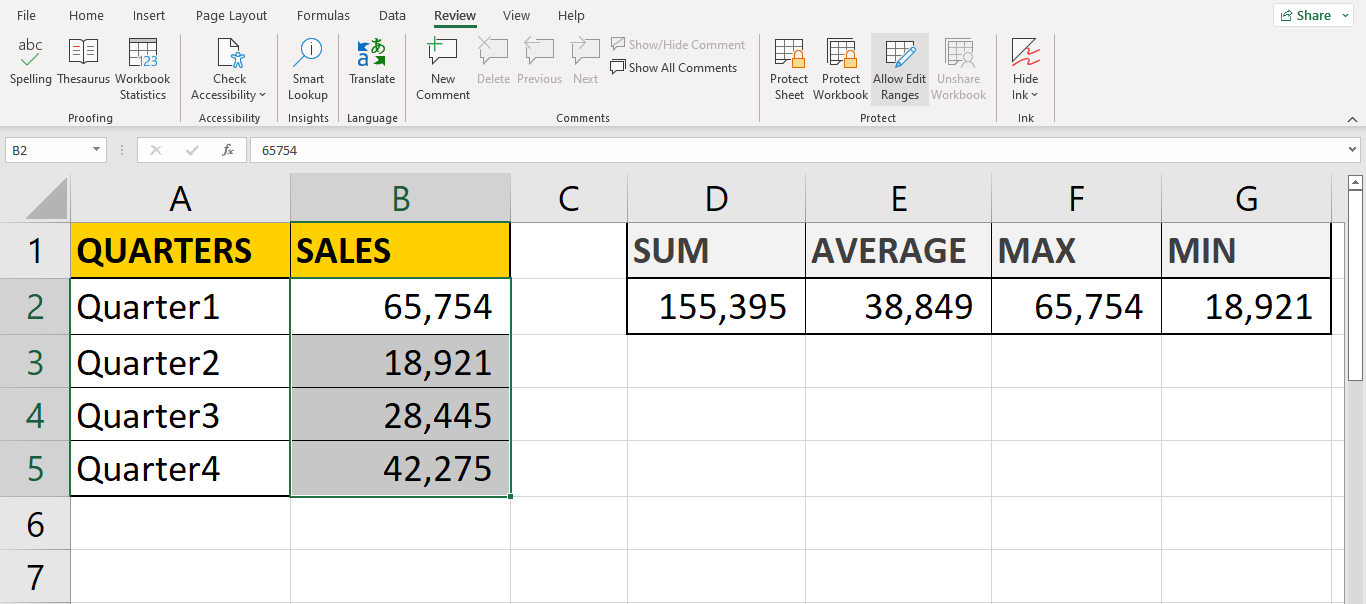 File Home Insert Page Layout Formulas Data Review View Help Share
abc
Spelling Thesaurus Workbook Statistics
Check Accessibility
Smart Lookup
Translate
New Comment Delete Previous Next
Show/Hide Comment
Show All Comments
Protect Sheet Protect Workbook Allow Edit Ranges Unshare Workbook
Hide Ink
Proofing Accessibility Insights Language Comments Protect Ink
B2 fx 65754
A B C D E F G
1 QUARTERS SALES SUM AVERAGE MAX MIN
2 Quarter1 65,754 155,395 38,849 65,754 18,921
3 Quarter2 18,921
4 Quarter3 28,445
5 Quarter4 42,275
6
7